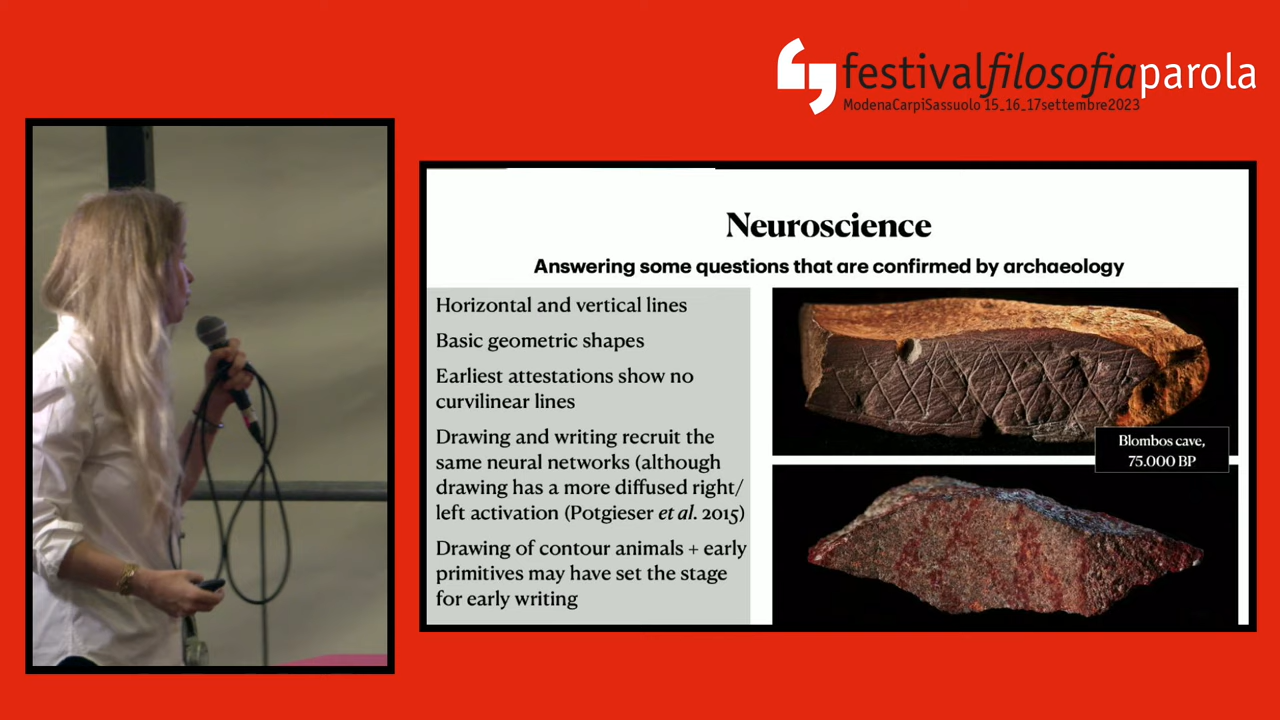 festivalfilosofiaparola
ModenaCarpiSassuolo 15_16_17settembre2023
Neuroscience
Answering some questions that are confirmed by archaeology
Horizontal and vertical lines
Basic geometric shapes
Earliest attestations show no
curvilinear lines
Drawing and writing recruit the
same neural networks (although
drawing has a more diffused right/
left activation (Potgieser et al. 2015)
Drawing of contour animals + early
primitives may have set the stage
for early writing
Blombos cave,
75.000 BP